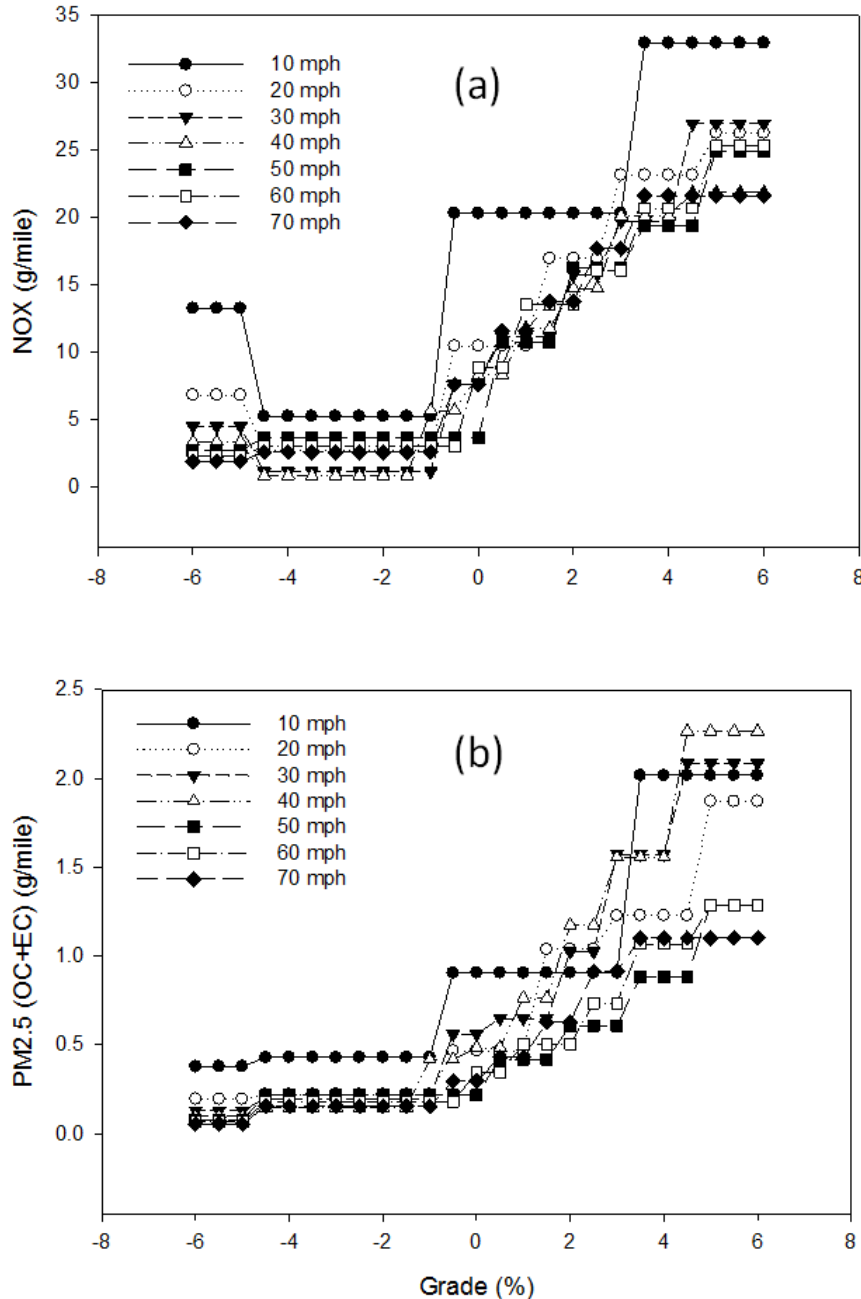 35
30
25
20
15
10
5
0
NOX (g/mile)
10 mph
20 mph
30 mph
40 mph
50 mph
60 mph
70 mph
(a)
-8 -6 -4 -2 0 2 4 6 8
2.5
2.0
1.5
1.0
0.5
0.0
PM2.5 (OC+EC) (g/mile)
10 mph
20 mph
30 mph
40 mph
50 mph
60 mph
70 mph
(b)
-8 -6 -4 -2 0 2 4 6 8
Grade (%)